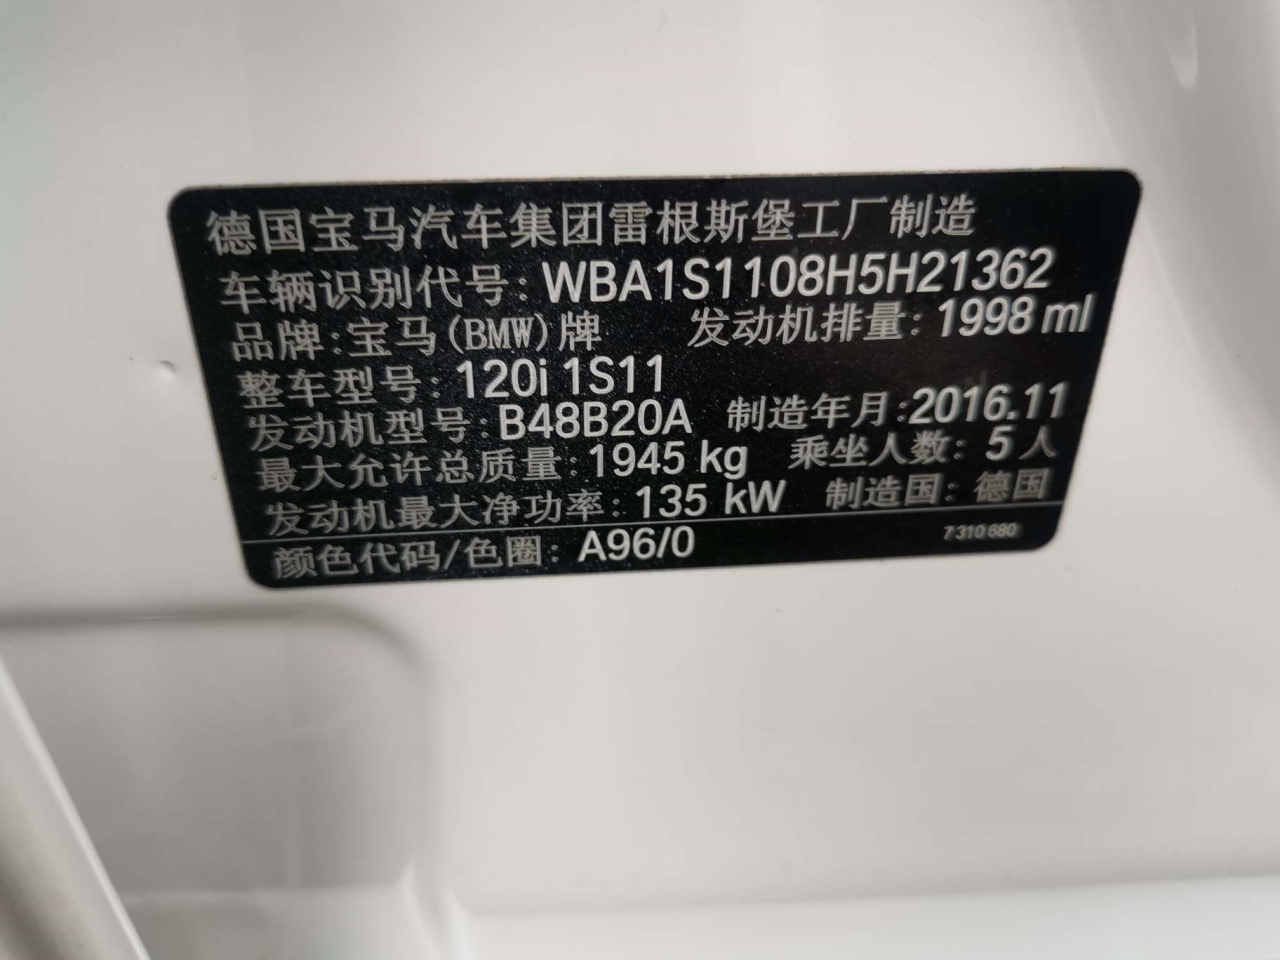 德国宝马汽车集团雷根斯堡工厂制造
车辆识别代号: WBA1S1108H5H21362
品牌:宝马(BMW)牌 发动机排量: 1998 ml
整车型号: 120i 1S11
发动机型号: B48B20A 制造年月:2016.11
最大允许总质量: 1945 kg 乘坐人数: 5 人
发动机最大净功率: 135 kW 制造国: 德国
颜色代码/色圈: A96/0 7 310 680